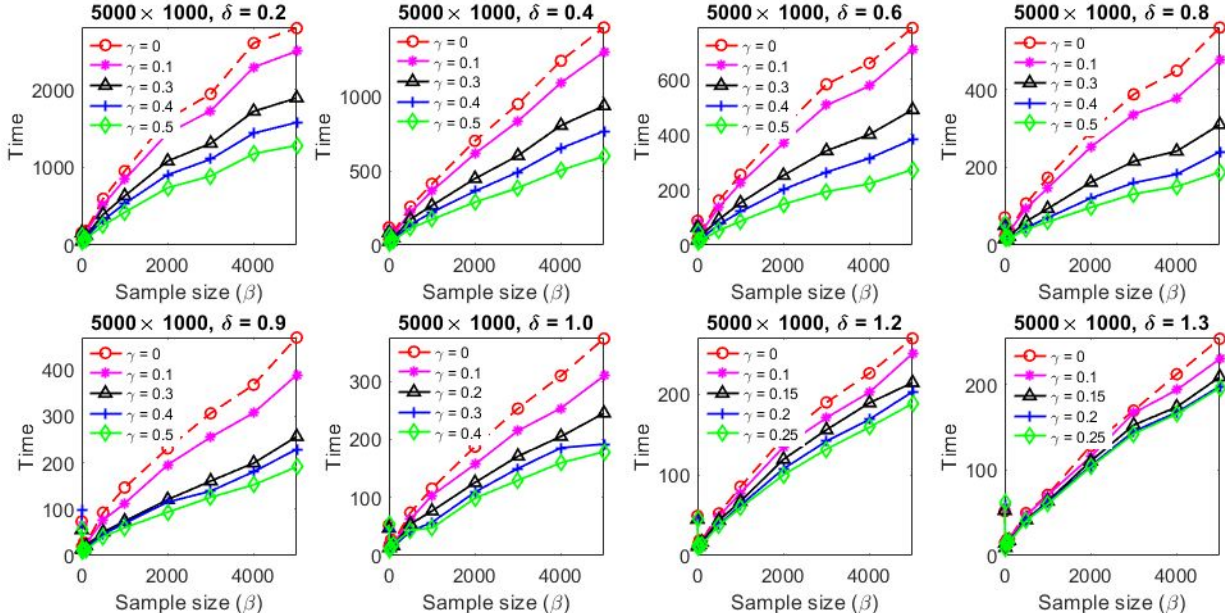 5000 × 1000, δ = 0.2
γ = 0
γ = 0.1
γ = 0.3
γ = 0.4
γ = 0.5
Time
2000
1000
0
0 2000 4000
Sample size (β)
5000 × 1000, δ = 0.4
γ = 0
γ = 0.1
γ = 0.3
γ = 0.4
γ = 0.5
Time
1000
500
0
0 2000 4000
Sample size (β)
5000 × 1000, δ = 0.6
γ = 0
γ = 0.1
γ = 0.3
γ = 0.4
γ = 0.5
Time
600
400
200
0
0 2000 4000
Sample size (β)
5000 × 1000, δ = 0.8
γ = 0
γ = 0.1
γ = 0.3
γ = 0.4
γ = 0.5
Time
400
200
0
0 2000 4000
Sample size (β)
5000 × 1000, δ = 0.9
γ = 0
γ = 0.1
γ = 0.3
γ = 0.4
γ = 0.5
Time
400
300
200
100
0
0 2000 4000
Sample size (β)
5000 × 1000, δ = 1.0
γ = 0
γ = 0.1
γ = 0.2
γ = 0.3
γ = 0.4
Time
300
200
100
0
0 2000 4000
Sample size (β)
5000 × 1000, δ = 1.2
γ = 0
γ = 0.1
γ = 0.15
γ = 0.2
γ = 0.25
Time
200
100
0
0 2000 4000
Sample size (β)
5000 × 1000, δ = 1.3
γ = 0
γ = 0.1
γ = 0.15
γ = 0.2
γ = 0.25
Time
200
100
0
0 2000 4000
Sample size (β)